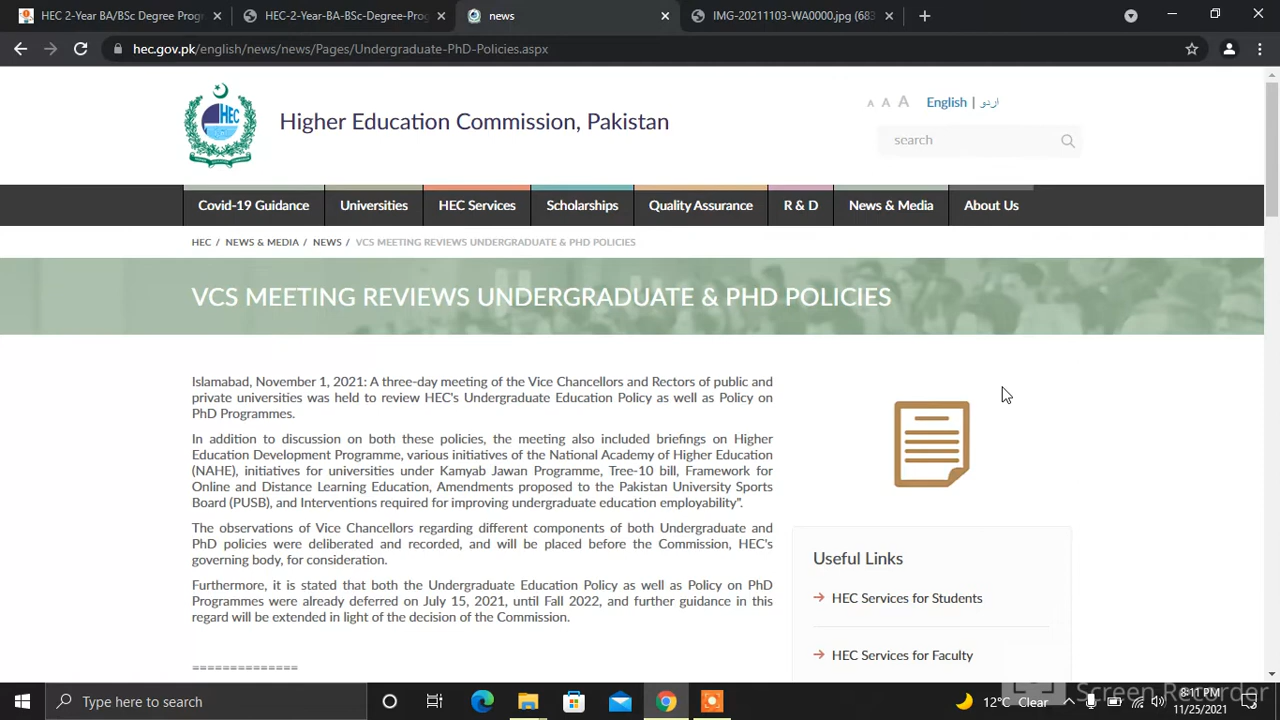 HEC 2-Year BA/BSc Degree Prog
HEC-2-Year-BA-BSc-Degree-Pro
news
IMG-20211103-WA0000.jpg (68
hec.gov.pk/english/news/news/Pages/Undergraduate-PhD-Policies.aspx
HEC
Higher Education Commission, Pakistan
A A A English | اردو
search
Covid-19 Guidance Universities HEC Services Scholarships Quality Assurance R & D News & Media About Us
HEC / NEWS & MEDIA / NEWS / VCS MEETING REVIEWS UNDERGRADUATE & PHD POLICIES
VCS MEETING REVIEWS UNDERGRADUATE & PHD POLICIES
Islamabad, November 1, 2021: A three-day meeting of the Vice Chancellors and Rectors of public and
private universities was held to review HEC's Undergraduate Education Policy as well as Policy on
PhD Programmes.
In addition to discussion on both these policies, the meeting also included briefings on Higher
Education Development Programme, various initiatives of the National Academy of Higher Education
(NAHE), initiatives for universities under Kamyab Jawan Programme, Tree-10 bill, Framework for
Online and Distance Learning Education, Amendments proposed to the Pakistan University Sports
Board (PUSB), and Interventions required for improving undergraduate education employability”.
The observations of Vice Chancellors regarding different components of both Undergraduate and
PhD policies were deliberated and recorded, and will be placed before the Commission, HEC's
governing body, for consideration.
Furthermore, it is stated that both the Undergraduate Education Policy as well as Policy on PhD
Programmes were already deferred on July 15, 2021, until Fall 2022, and further guidance in this
regard will be extended in light of the decision of the Commission.
==============
Useful Links
HEC Services for Students
HEC Services for Faculty
Type here to search
12°C Clear
8:11 PM
11/25/2021
Screen Recorder